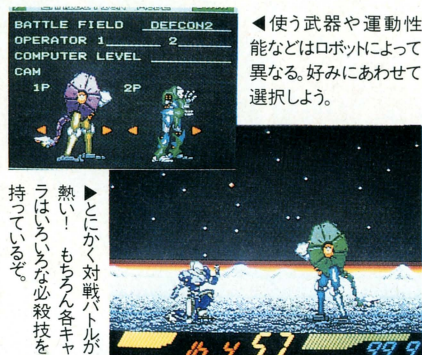 BATTLE FIELD DEFCON2
OPERATOR 1 2
COMPUTER LEVEL
CAM
1P 2P
◀使う武器や運動性
能などはロボットによって
異なる。好みにあわせて
選択しよう。
▶とにかく対戦バトルが
熱い！ もちろん各キャ
ラはいろいろな必殺技を
持っているぞ。
57 99.9